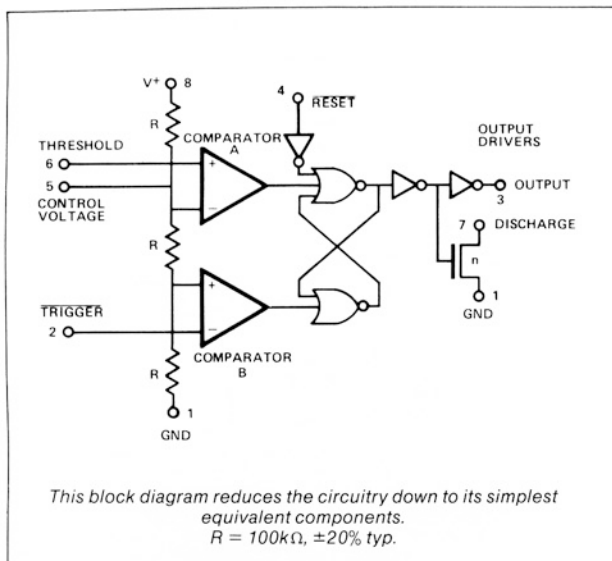 V+ 8
4
RESET
R
THRESHOLD
COMPARATOR
A
OUTPUT
DRIVERS
6
+
5
CONTROL
VOLTAGE
−
OUTPUT
3
7 DISCHARGE
R
n
+
TRIGGER
1
GND
2
−
R
COMPARATOR
B
1
GND
This block diagram reduces the circuitry down to its simplest
equivalent components.
R = 100kΩ, ±20% typ.